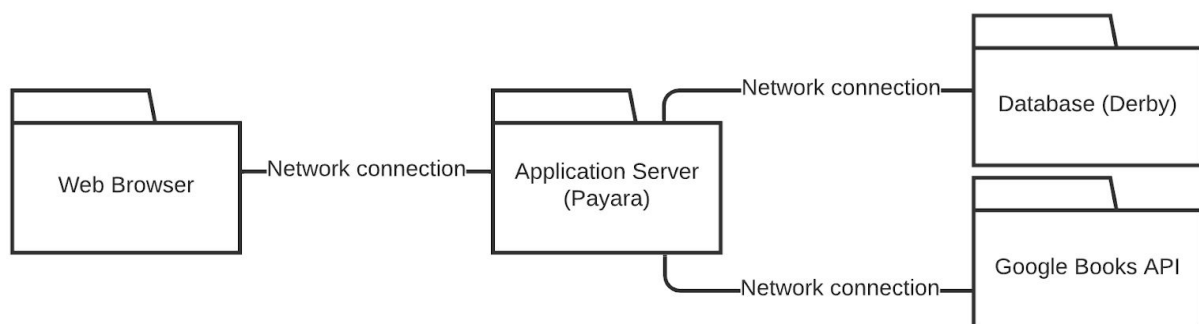 Web Browser
Network connection
Application Server
(Payara)
Network connection
Database (Derby)
Network connection
Google Books API